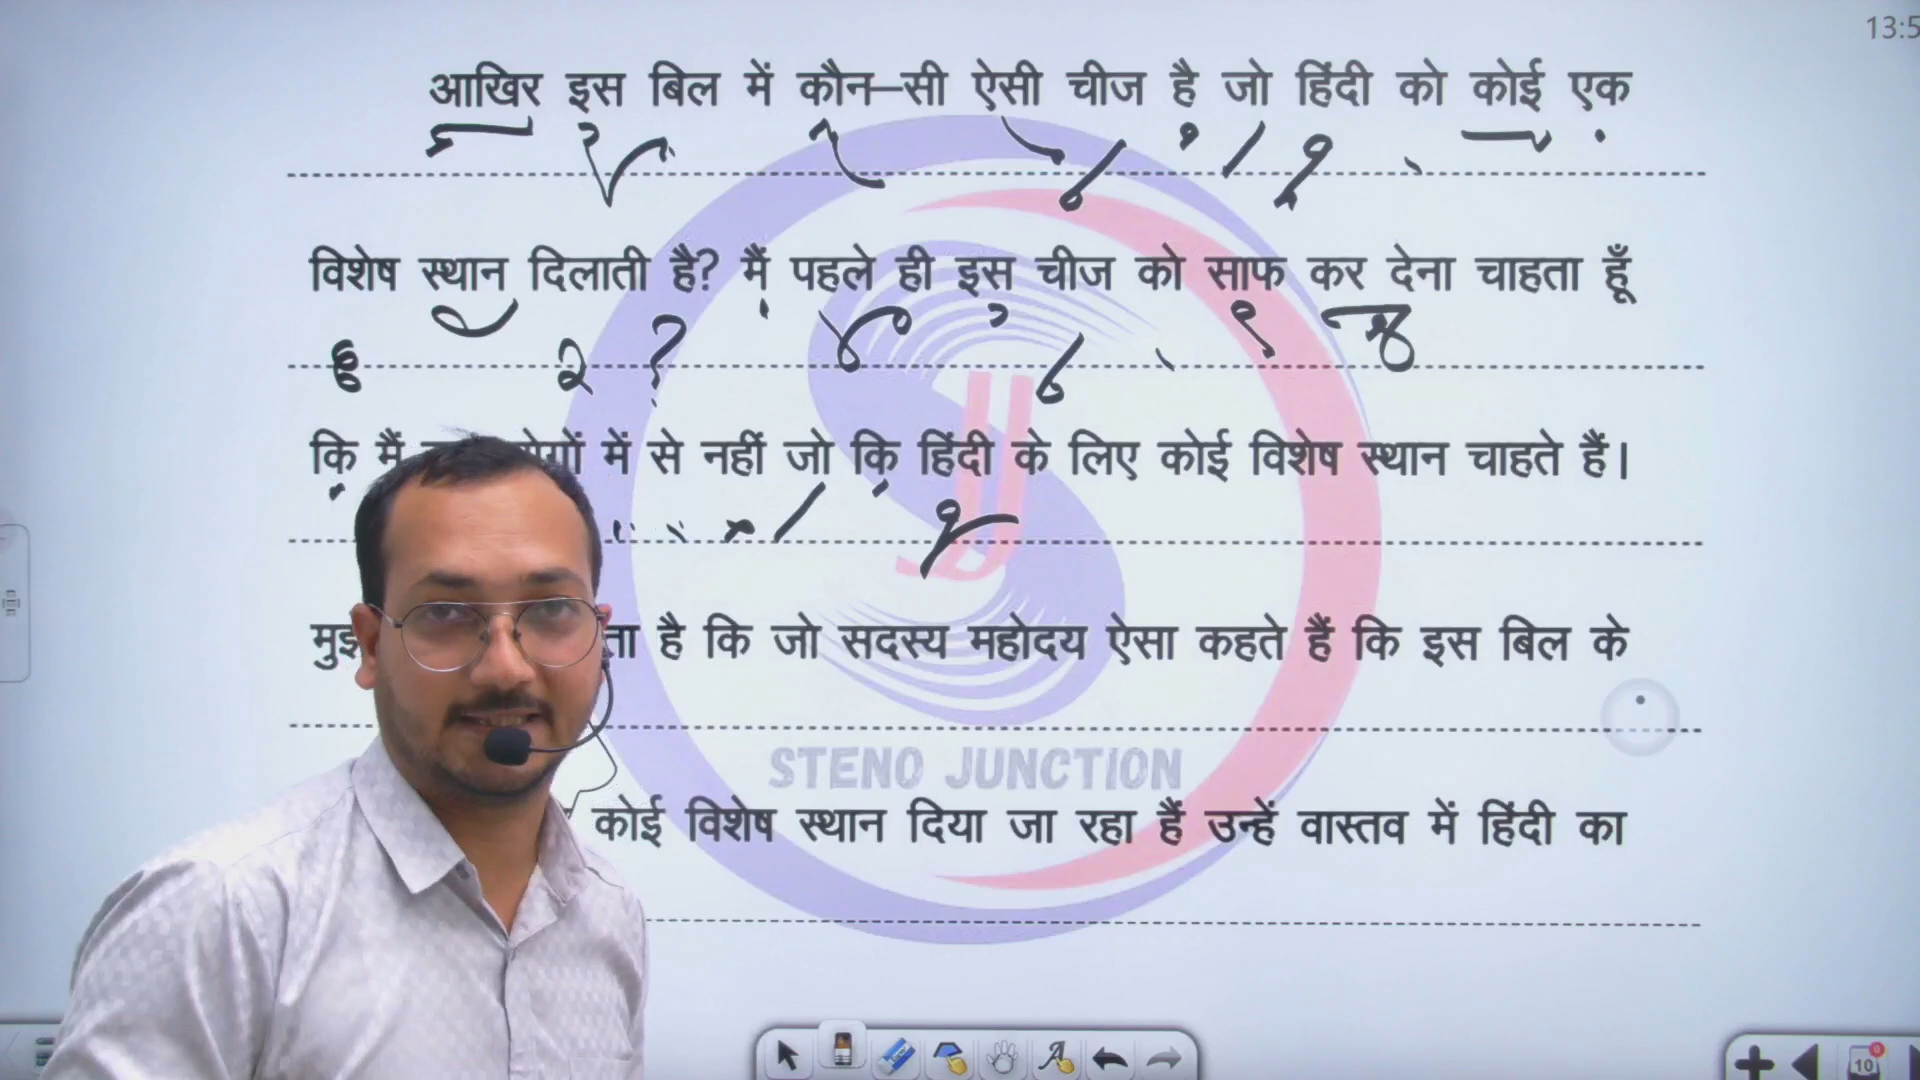 13:5
आखिर इस बिल में कौन–सी ऐसी चीज है जो हिंदी को कोई एक
विशेष स्थान दिलाती है? मैं पहले ही इस चीज को साफ कर देना चाहता हूँ
कि मैं में से नहीं जो कि हिंदी के लिए कोई विशेष स्थान चाहते हैं।
है कि जो सदस्य महोदय ऐसा कहते हैं कि इस बिल के
STENO JUNCTION
कोई विशेष स्थान दिया जा रहा हैं उन्हें वास्तव में हिंदी का
10